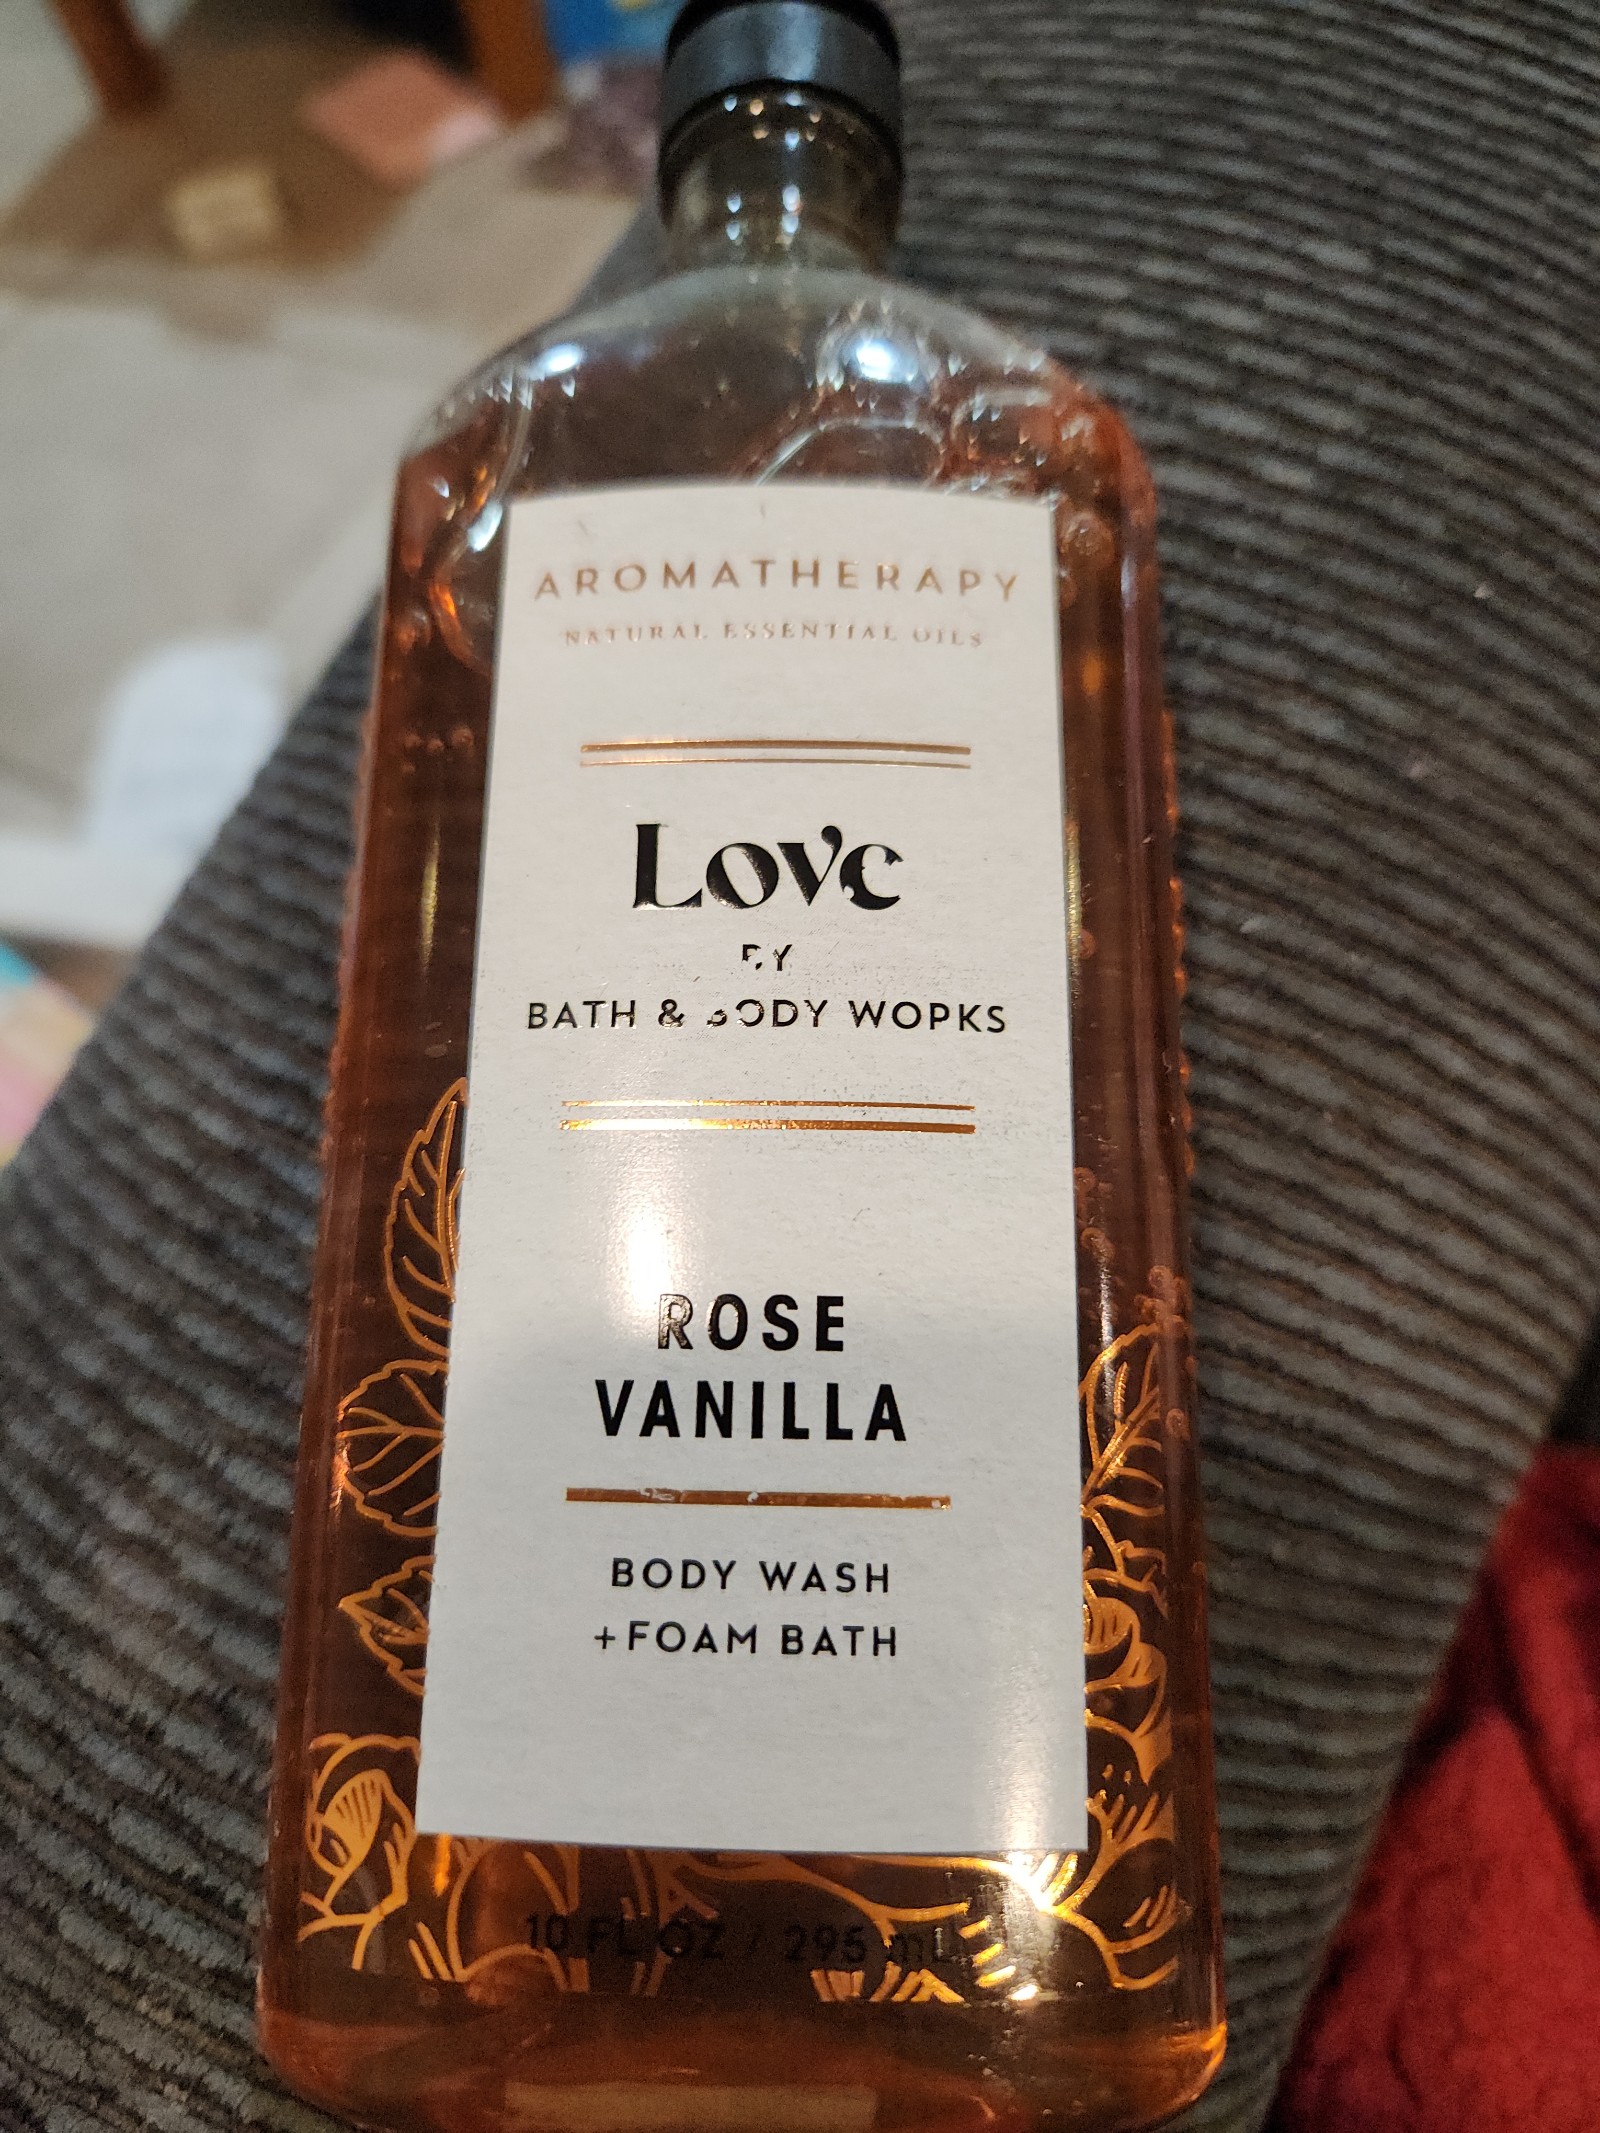 AROMATHERAPY
NATURAL ESSENTIAL OILS
Love
BY
BATH & BODY WORKS
ROSE
VANILLA
BODY WASH
+FOAM BATH
10 FL OZ / 295 mL